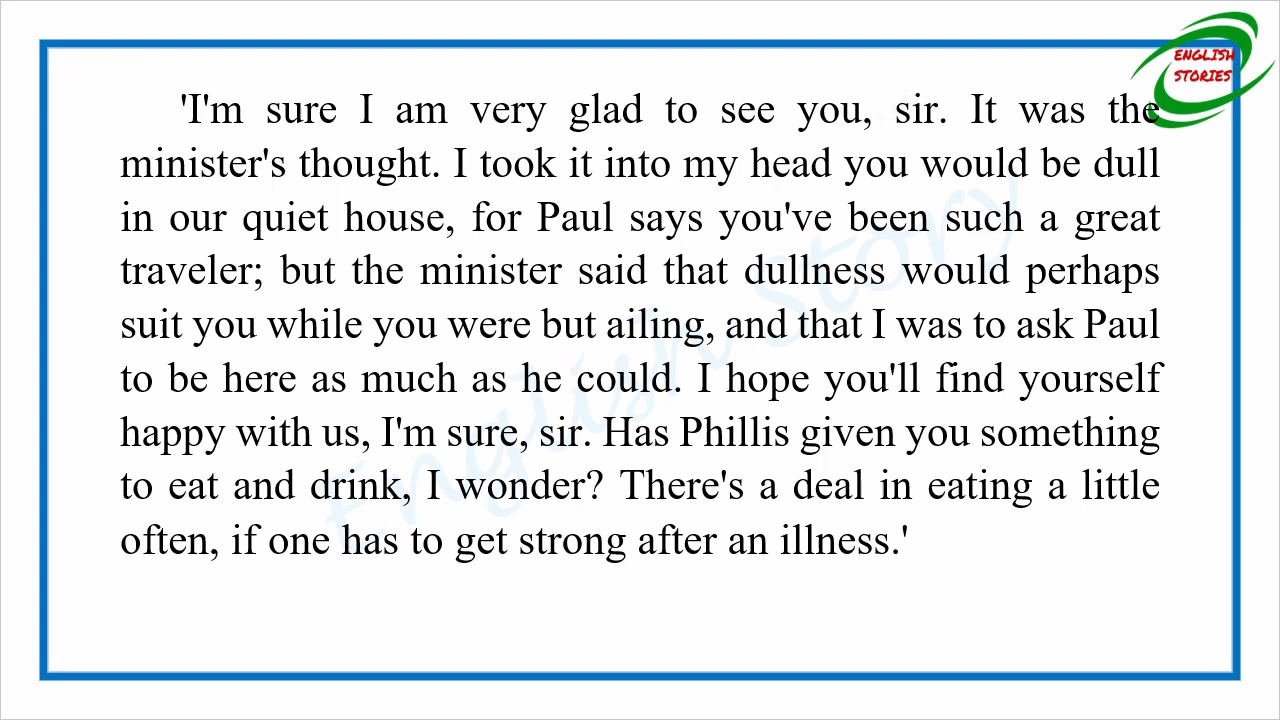 ENGLISH
STORIES
'I'm sure I am very glad to see you, sir. It was the
minister's thought. I took it into my head you would be dull
in our quiet house, for Paul says you've been such a great
traveler; but the minister said that dullness would perhaps
suit you while you were but ailing, and that I was to ask Paul
to be here as much as he could. I hope you'll find yourself
happy with us, I'm sure, sir. Has Phillis given you something
to eat and drink, I wonder? There's a deal in eating a little
often, if one has to get strong after an illness.'
English Story